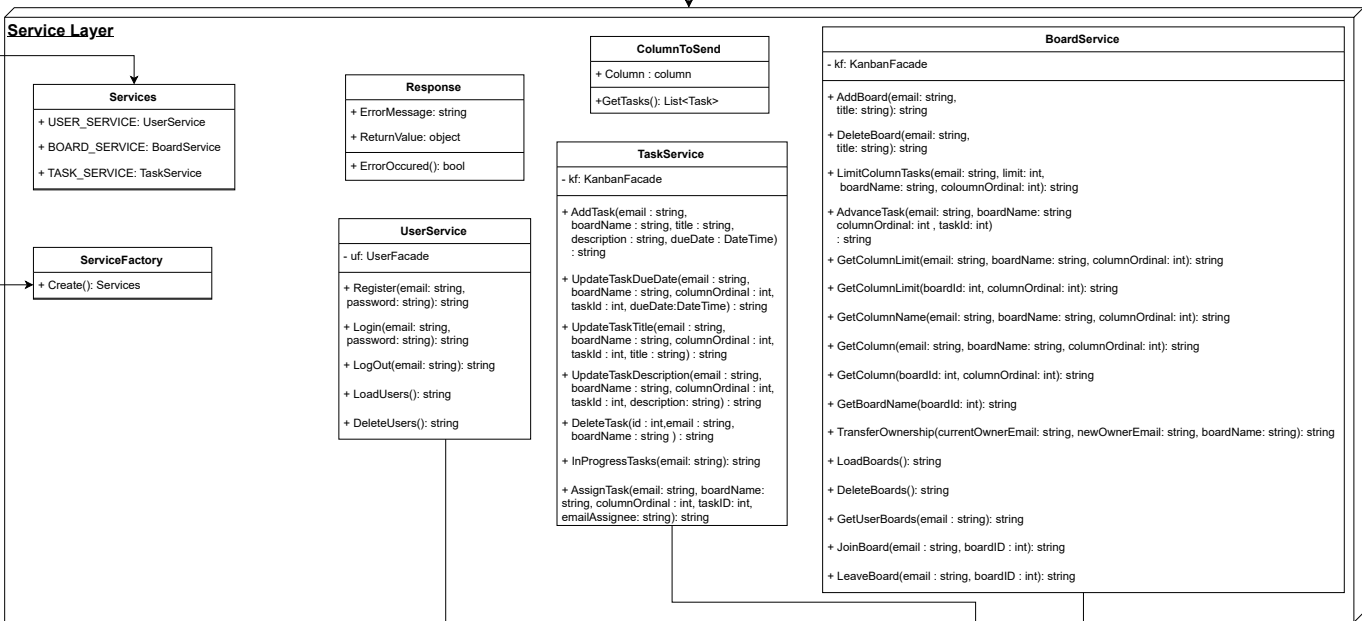 Service Layer
Services
+ USER_SERVICE: UserService
+ BOARD_SERVICE: BoardService
+ TASK_SERVICE: TaskService
ServiceFactory
+ Create(): Services
Response
+ ErrorMessage: string
+ ReturnValue: object
+ ErrorOccured(): bool
UserService
- uf: UserFacade
+ Register(email: string,
password: string): string
+ Login(email: string,
password: string): string
+ LogOut(email: string): string
+ LoadUsers(): string
+ DeleteUsers(): string
ColumnToSend
+ Column : column
+GetTasks(): List<Task>
TaskService
- kf: KanbanFacade
+ AddTask(email : string,
boardName : string, title : string,
description : string, dueDate : DateTime)
: string
+ UpdateTaskDueDate(email : string,
boardName : string, columnOrdinal : int,
taskId : int, dueDate:DateTime) : string
+ UpdateTaskTitle(email : string,
boardName : string, columnOrdinal : int,
taskId : int, title : string) : string
+ UpdateTaskDescription(email : string,
boardName : string, columnOrdinal : int,
taskId : int, description: string) : string
+ DeleteTask(id : int,email : string,
boardName : string ) : string
+ InProgressTasks(email: string): string
+ AssignTask(email: string, boardName:
string, columnOrdinal : int, taskID: int,
emailAssignee: string): string
BoardService
- kf: KanbanFacade
+ AddBoard(email: string,
title: string): string
+ DeleteBoard(email: string,
title: string): string
+ LimitColumnTasks(email: string, limit: int,
boardName: string, coloumnOrdinal: int): string
+ AdvanceTask(email: string, boardName: string
columnOrdinal: int , taskId: int)
: string
+ GetColumnLimit(email: string, boardName: string, columnOrdinal: int): string
+ GetColumnLimit(boardId: int, columnOrdinal: int): string
+ GetColumnName(email: string, boardName: string, columnOrdinal: int): string
+ GetColumn(email: string, boardName: string, columnOrdinal: int): string
+ GetColumn(boardId: int, columnOrdinal: int): string
+ GetBoardName(boardId: int): string
+ TransferOwnership(currentOwnerEmail: string, newOwnerEmail: string, boardName: string): string
+ LoadBoards(): string
+ DeleteBoards(): string
+ GetUserBoards(email : string): string
+ JoinBoard(email : string, boardID : int): string
+ LeaveBoard(email : string, boardID : int): string